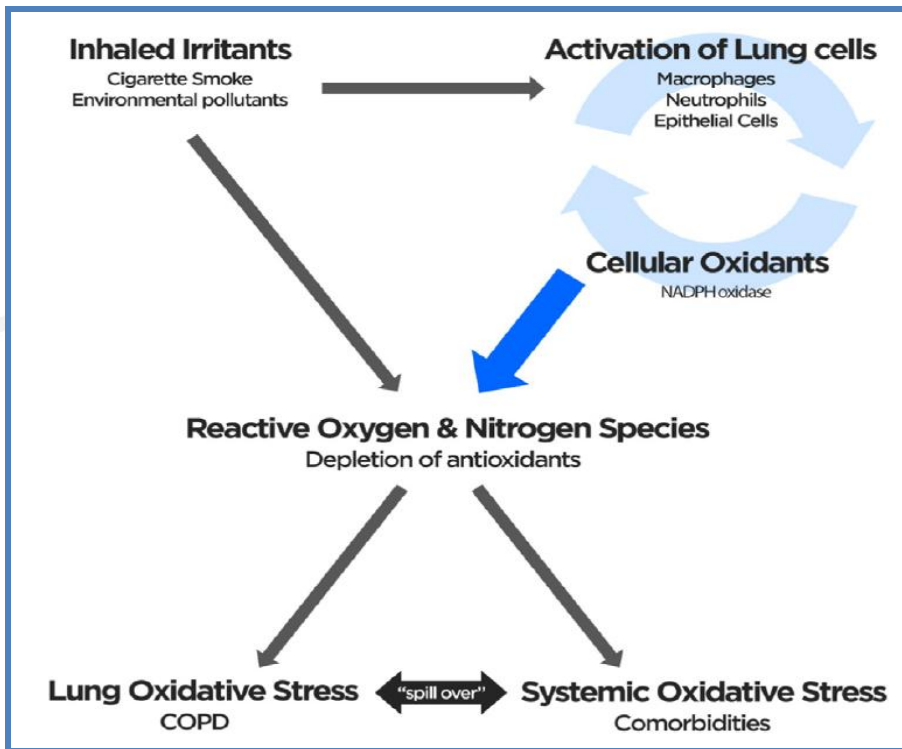 Inhaled Irritants
Cigarette Smoke
Environmental pollutants
Activation of Lung cells
Macrophages
Neutrophils
Epithelial Cells
Cellular Oxidants
NADPH oxidase
Reactive Oxygen & Nitrogen Species
Depletion of antioxidants
Lung Oxidative Stress
COPD
“spill over”
Systemic Oxidative Stress
Comorbidities